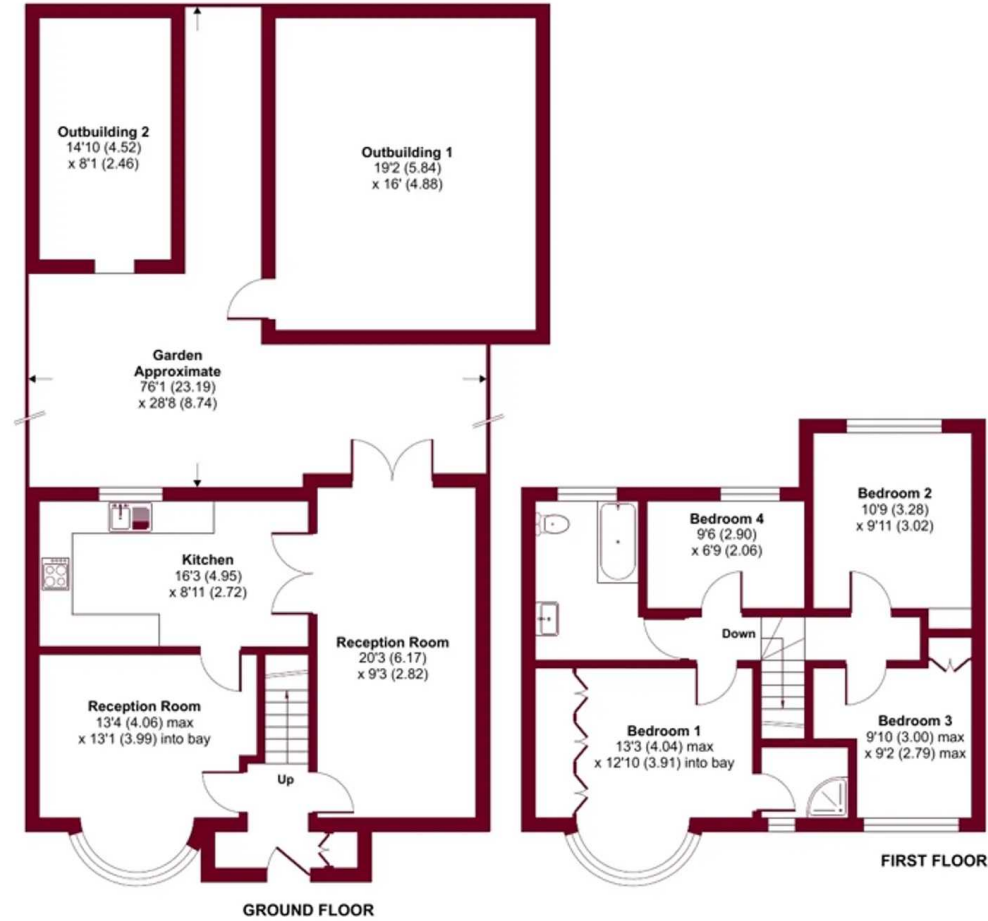 Outbuilding 2
14'10 (4.52)
x 8'1 (2.46)
Outbuilding 1
19'2 (5.84)
x 16' (4.88)
Garden
Approximate
76'1 (23.19)
x 28'8 (8.74)
Kitchen
16'3 (4.95)
x 8'11 (2.72)
Reception Room
20'3 (6.17)
x 9'3 (2.82)
Reception Room
13'4 (4.06) max
x 13'1 (3.99) into bay
Up
GROUND FLOOR
Bedroom 2
10'9 (3.28)
x 9'11 (3.02)
Bedroom 4
9'6 (2.90)
x 6'9 (2.06)
Down
Bedroom 1
13'3 (4.04) max
x 12'10 (3.91) into bay
Bedroom 3
9'10 (3.00) max
x 9'2 (2.79) max
FIRST FLOOR